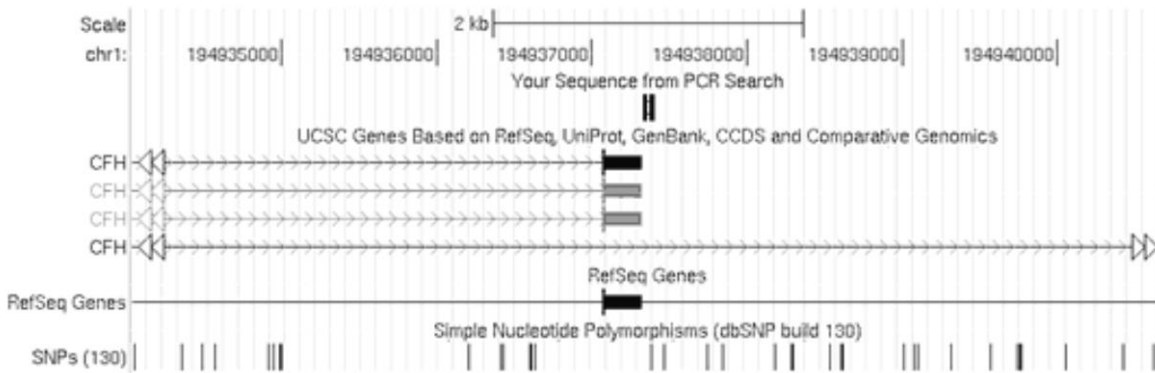 Scale 2 kb
chr1: 194935000 194936000 194937000 194938000 194939000 194940000
Your Sequence from PCR Search
UCSC Genes Based on RefSeq, UniProt, GenBank, CCDS and Comparative Genomics
CFH
CFH
CFH
CFH
RefSeq Genes
RefSeq Genes
Simple Nucleotide Polymorphisms (dbSNP build 130)
SNPs (130)